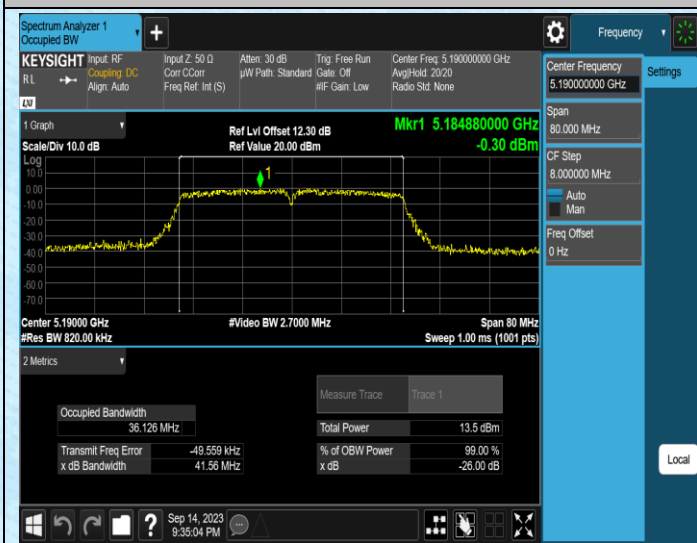 Spectrum Analyzer 1
Occupied BW
Frequency
KEYSIGHT
RL
Input: RF
Coupling: DC
Align: Auto
Input Z: 50 Ω
Corr CCorr
Freq Ref: Int (S)
Atten: 30 dB
µW Path: Standard
Trig: Free Run
Gate: Off
#IF Gain: Low
Center Freq: 5.190000000 GHz
Avg|Hold: 20/20
Radio Std: None
LXI
1 Graph
Scale/Div 10.0 dB
Ref Lvl Offset 12.30 dB
Ref Value 20.00 dBm
Mkr1 5.184880000 GHz
-0.30 dBm
Log
10.0
0.00
-10.0
-20.0
-30.0
-40.0
-50.0
-60.0
-70.0
1
Center 5.19000 GHz
#Res BW 820.00 kHz
#Video BW 2.7000 MHz
Span 80 MHz
Sweep 1.00 ms (1001 pts)
2 Metrics
Measure Trace Trace 1
Occupied Bandwidth
36.126 MHz
Total Power 13.5 dBm
Transmit Freq Error -49.559 kHz
% of OBW Power 99.00 %
x dB Bandwidth 41.56 MHz
x dB -26.00 dB
Center Frequency
5.190000000 GHz
Settings
Span
80.000 MHz
CF Step
8.000000 MHz
Auto
Man
Freq Offset
0 Hz
Local
?
Sep 14, 2023
9:35:04 PM